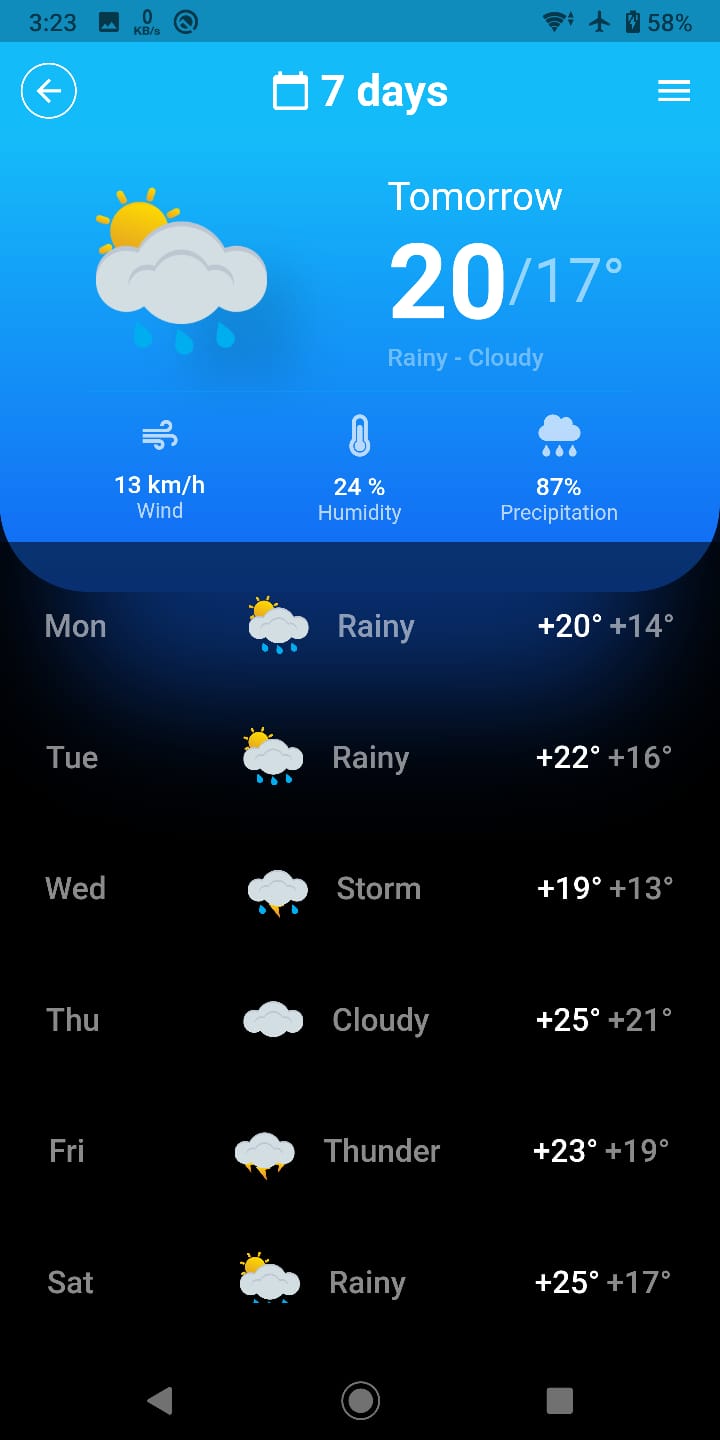 3:23 0 KB/s 58%
7 days
Tomorrow
20/17°
Rainy - Cloudy
13 km/h 24 % 87%
Wind Humidity Precipitation
Mon Rainy +20° +14°
Tue Rainy +22° +16°
Wed Storm +19° +13°
Thu Cloudy +25° +21°
Fri Thunder +23° +19°
Sat Rainy +25° +17°